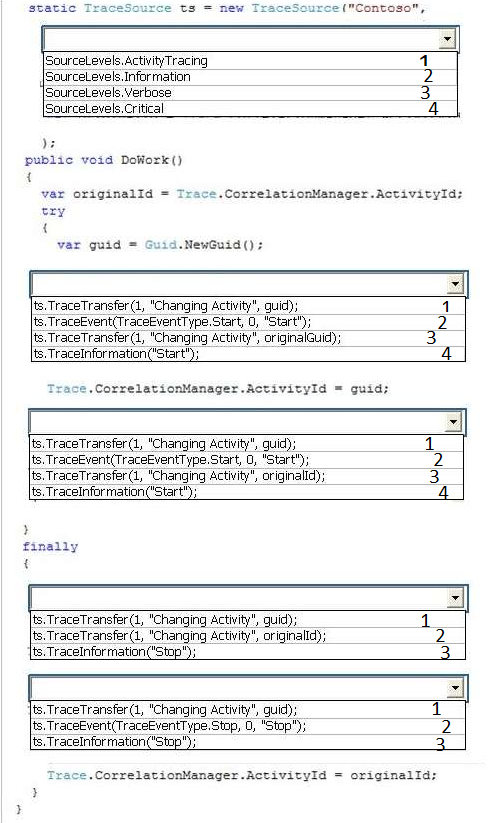 static TraceSource ts = new TraceSource("Contoso",
SourceLevels.ActivityTracing 1
SourceLevels.Information 2
SourceLevels.Verbose 3
SourceLevels.Critical 4
);
public void DoWork()
{
var originalId = Trace.CorrelationManager.ActivityId;
try
{
var guid = Guid.NewGuid();
ts.TraceTransfer(1, "Changing Activity", guid); 1
ts.TraceEvent(TraceEventType.Start, 0, "Start"); 2
ts.TraceTransfer(1, "Changing Activity", originalGuid); 3
ts.TraceInformation("Start"); 4
Trace.CorrelationManager.ActivityId = guid;
ts.TraceTransfer(1, "Changing Activity", guid); 1
ts.TraceEvent(TraceEventType.Start, 0, "Start"); 2
ts.TraceTransfer(1, "Changing Activity", originalId); 3
ts.TraceInformation("Start"); 4
}
finally
{
ts.TraceTransfer(1, "Changing Activity", guid); 1
ts.TraceTransfer(1, "Changing Activity", originalId); 2
ts.TraceInformation("Stop"); 3
ts.TraceTransfer(1, "Changing Activity", guid); 1
ts.TraceEvent(TraceEventType.Stop, 0, "Stop"); 2
ts.TraceInformation("Stop"); 3
Trace.CorrelationManager.ActivityId = originalId;
}
}